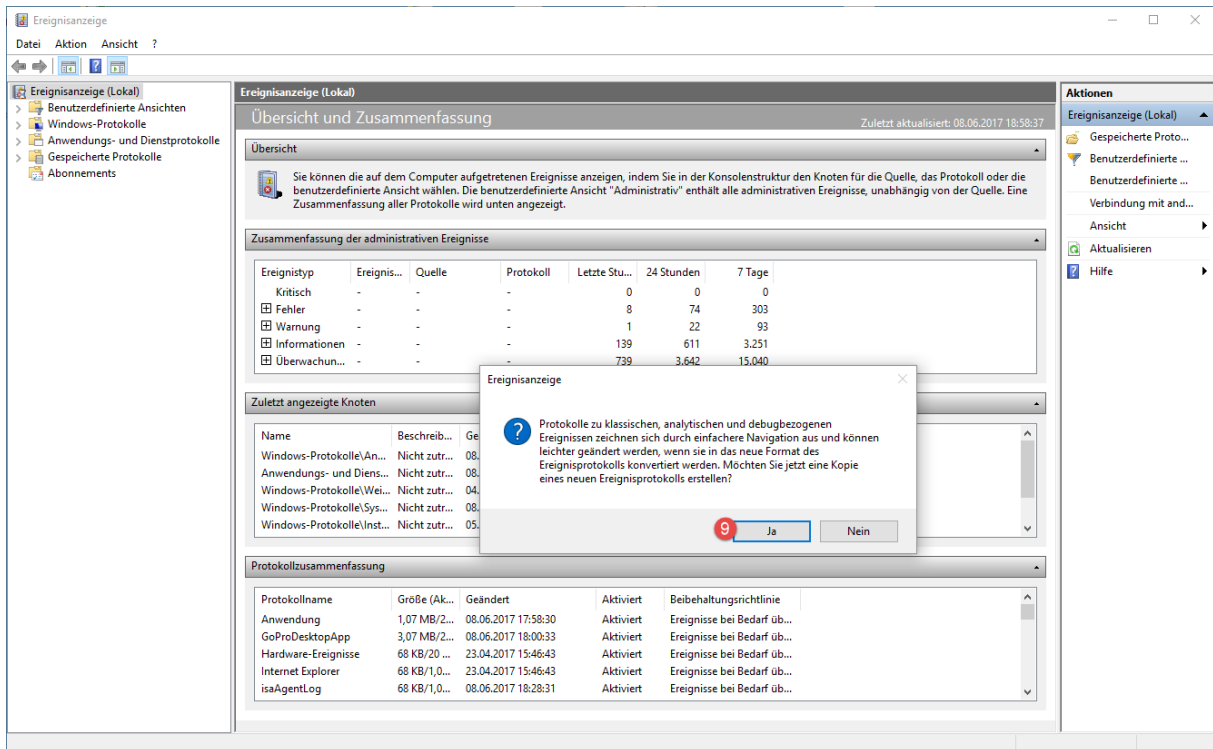 Ereignisanzeige
Datei Aktion Ansicht ?
Ereignisanzeige (Lokal)
Benutzerdefinierte Ansichten
Windows-Protokolle
Anwendungs- und Dienstprotokolle
Gespeicherte Protokolle
Abonnements
Ereignisanzeige (Lokal)
Übersicht und Zusammenfassung Zuletzt aktualisiert: 08.06.2017 18:58:37
Übersicht
Sie können die auf dem Computer aufgetretenen Ereignisse anzeigen, indem Sie in der Konsolenstruktur den Knoten für die Quelle, das Protokoll oder die
benutzerdefinierte Ansicht wählen. Die benutzerdefinierte Ansicht "Administrativ" enthält alle administrativen Ereignisse, unabhängig von der Quelle. Eine
Zusammenfassung aller Protokolle wird unten angezeigt.
Zusammenfassung der administrativen Ereignisse
Ereignistyp Ereignis... Quelle Protokoll Letzte Stu... 24 Stunden 7 Tage
Kritisch - - - 0 0 0
Fehler - - - 8 74 303
Warnung - - - 1 22 93
Informationen - - - 139 611 3.251
Überwachun... - - - 739 3.642 15.040
Zuletzt angezeigte Knoten
Name Beschreib... Ge
Windows-Protokolle\An... Nicht zutr... 08.
Anwendungs- und Diens... Nicht zutr... 08.
Windows-Protokolle\Wei... Nicht zutr... 04.
Windows-Protokolle\Sys... Nicht zutr... 08.
Windows-Protokolle\Inst... Nicht zutr... 05.
Ereignisanzeige
Protokolle zu klassischen, analytischen und debugbezogenen
Ereignissen zeichnen sich durch einfachere Navigation aus und können
leichter geändert werden, wenn sie in das neue Format des
Ereignisprotokolls konvertiert werden. Möchten Sie jetzt eine Kopie
eines neuen Ereignisprotokolls erstellen?
9 Ja Nein
Protokollzusammenfassung
Protokollname Größe (Ak... Geändert Aktiviert Beibehaltungsrichtlinie
Anwendung 1,07 MB/2... 08.06.2017 17:58:30 Aktiviert Ereignisse bei Bedarf üb...
GoProDesktopApp 3,07 MB/2... 08.06.2017 18:00:33 Aktiviert Ereignisse bei Bedarf üb...
Hardware-Ereignisse 68 KB/20 ... 23.04.2017 15:46:43 Aktiviert Ereignisse bei Bedarf üb...
Internet Explorer 68 KB/1,0... 23.04.2017 15:46:43 Aktiviert Ereignisse bei Bedarf üb...
isaAgentLog 68 KB/1,0... 08.06.2017 18:28:31 Aktiviert Ereignisse bei Bedarf üb...
Aktionen
Ereignisanzeige (Lokal)
Gespeicherte Proto...
Benutzerdefinierte ...
Benutzerdefinierte ...
Verbindung mit and...
Ansicht
Aktualisieren
Hilfe